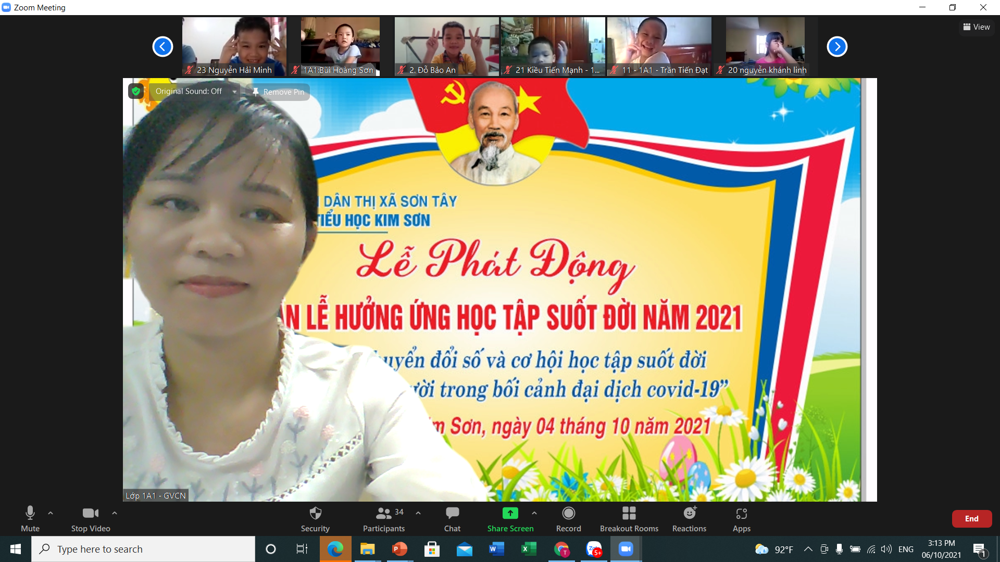 Zoom Meeting
View
23 Nguyễn Hải Minh
1A1:Bùi Hoàng Sơn
2. Đỗ Bảo An
21 Kiều Tiến Mạnh - 1...
11 - 1A1 - Trần Tiến Đạt
20 nguyễn khánh linh
Original Sound: Off
Remove Pin
DÂN THỊ XÃ SƠN TÂY
TIỂU HỌC KIM SƠN
Lễ Phát Động
LỄ HƯỞNG ỨNG HỌC TẬP SUỐT ĐỜI NĂM 2021
đổi số và cơ hội học tập suốt đời
trong bối cảnh đại dịch covid-19”
Sơn, ngày 04 tháng 10 năm 2021
Lớp 1A1 - GVCN
Mute
Stop Video
Security
34
Participants
Chat
Share Screen
Record
Breakout Rooms
Reactions
Apps
End
Type here to search
5+
T
92°F
ENG
3:13 PM
06/10/2021
1